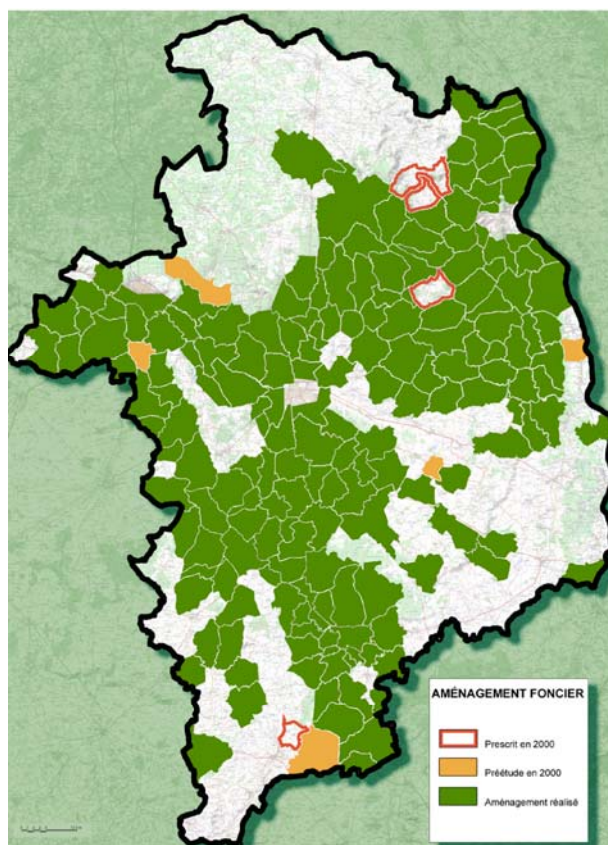 AMÉNAGEMENT FONCIER
Prescrit en 2000
Préétude en 2000
Aménagement réalisé